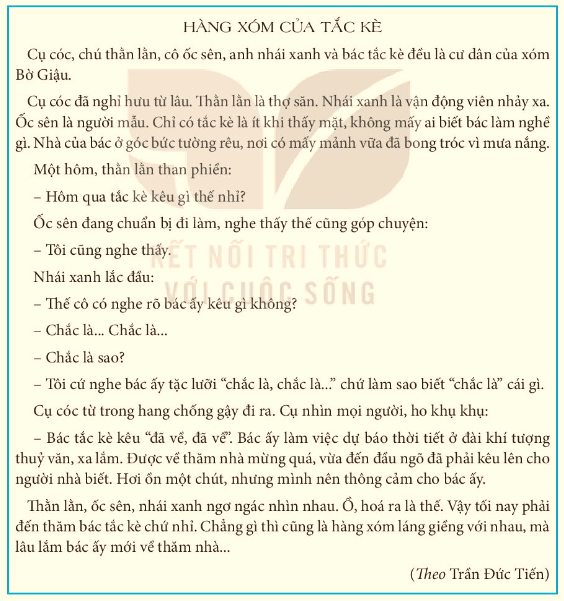 HÀNG XÓM CỦA TẮC KÈ
Cụ cóc, chú thằn lằn, cô ốc sên, anh nhái xanh và bác tắc kè đều là cư dân của xóm
Bờ Giậu.
Cụ cóc đã nghỉ hưu từ lâu. Thằn lằn là thợ săn. Nhái xanh là vận động viên nhảy xa.
Ốc sên là người mẫu. Chỉ có tắc kè là ít khi thấy mặt, không mấy ai biết bác làm nghề
gì. Nhà của bác ở góc bức tường rêu, nơi có mấy mảnh vữa đã bong tróc vì mưa nắng.
Một hôm, thằn lằn than phiền:
– Hôm qua tắc kè kêu gì thế nhỉ?
Ốc sên đang chuẩn bị đi làm, nghe thấy thế cũng góp chuyện:
– Tôi cũng nghe thấy.
KẾT NỐI TRI THỨC
Nhái xanh lắc đầu:
VỚI CUỘC SỐNG
– Thế cô có nghe rõ bác ấy kêu gì không?
– Chắc là... Chắc là...
– Chắc là sao?
– Tôi cứ nghe bác ấy tặc lưỡi “chắc là, chắc là...” chứ làm sao biết “chắc là” cái gì.
Cụ cóc từ trong hang chống gậy đi ra. Cụ nhìn mọi người, ho khụ khụ:
– Bác tắc kè kêu “đã về, đã về”. Bác ấy làm việc dự báo thời tiết ở đài khí tượng
thuỷ văn, xa lắm. Được về thăm nhà mừng quá, vừa đến đầu ngõ đã phải kêu lên cho
người nhà biết. Hơi ồn một chút, nhưng mình nên thông cảm cho bác ấy.
Thằn lằn, ốc sên, nhái xanh ngơ ngác nhìn nhau. Ồ, hoá ra là thế. Vậy tối nay phải
đến thăm bác tắc kè chứ nhỉ. Chẳng gì thì cũng là hàng xóm láng giềng với nhau, mà
lâu lắm bác ấy mới về thăm nhà...
(Theo Trần Đức Tiến)